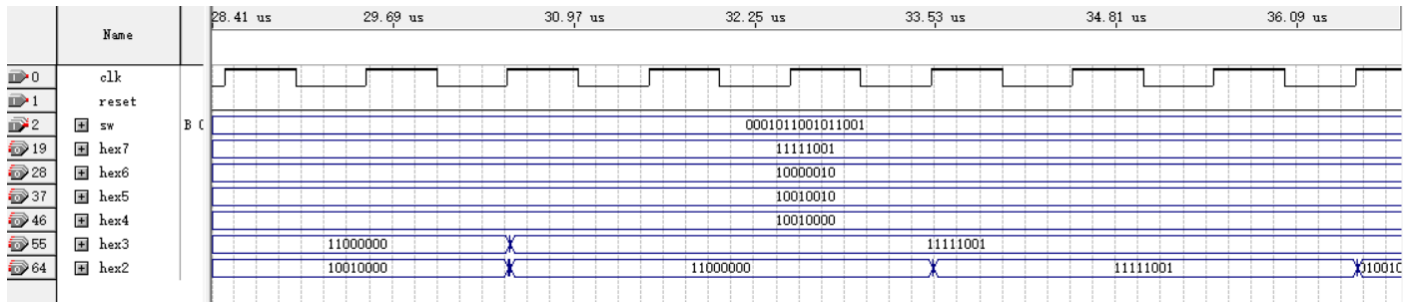 28.41 us 29.69 us 30.97 us 32.25 us 33.53 us 34.81 us 36.09 us
Name
0 clk
1 reset
2 sw B 0001011001011001
19 hex7 11111001
28 hex6 10000010
37 hex5 10010010
46 hex4 10010000
55 hex3 11000000 11111001
64 hex2 10010000 11000000 11111001